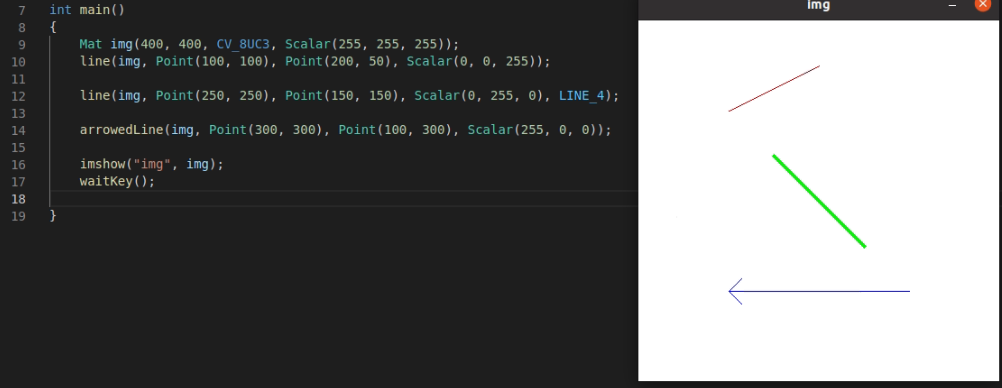 7 int main()
8 {
9 Mat img(400, 400, CV_8UC3, Scalar(255, 255, 255));
10 line(img, Point(100, 100), Point(200, 50), Scalar(0, 0, 255));
11
12 line(img, Point(250, 250), Point(150, 150), Scalar(0, 255, 0), LINE_4);
13
14 arrowedLine(img, Point(300, 300), Point(100, 300), Scalar(255, 0, 0));
15
16 imshow("img", img);
17 waitKey();
18
19 }
img